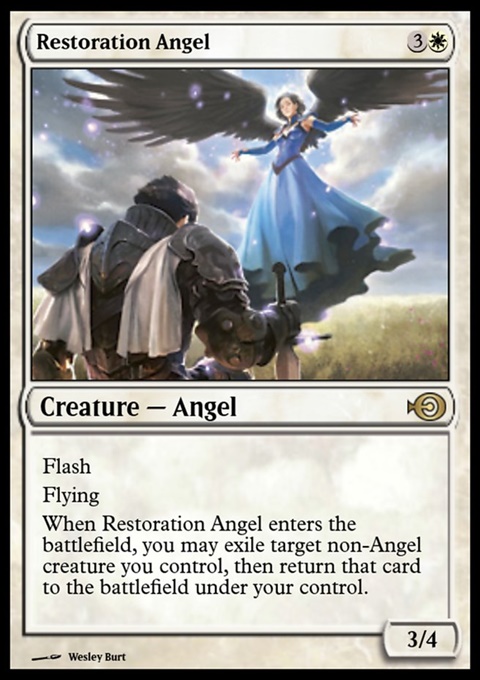 Restoration Angel 3
Creature — Angel
Flash
Flying
When Restoration Angel enters the
battlefield, you may exile target non-Angel
creature you control, then return that card
to the battlefield under your control.
3/4
Wesley Burt